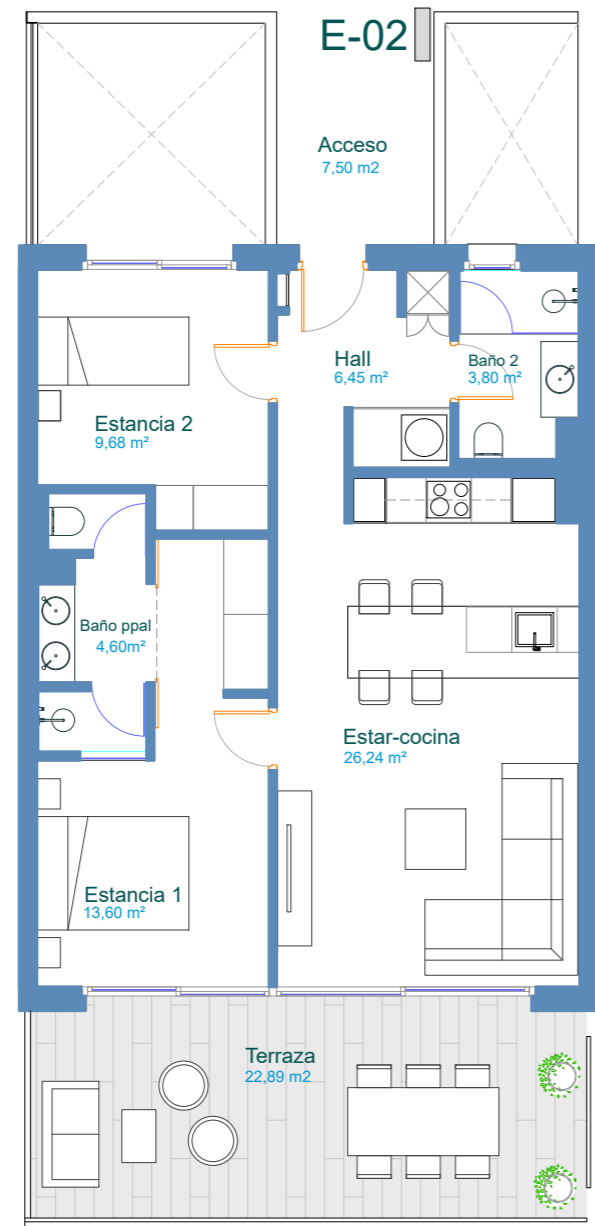 E-02
Acceso
7,50 m2
Hall
6,45 m²
Baño 2
3,80 m²
Estancia 2
9,68 m²
Baño ppal
4,60m²
Estar-cocina
26,24 m²
Estancia 1
13,60 m²
Terraza
22,89 m2